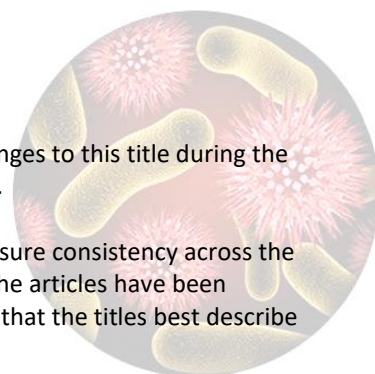 nges to this title during the
.
sure consistency across the
he articles have been
that the titles best describe